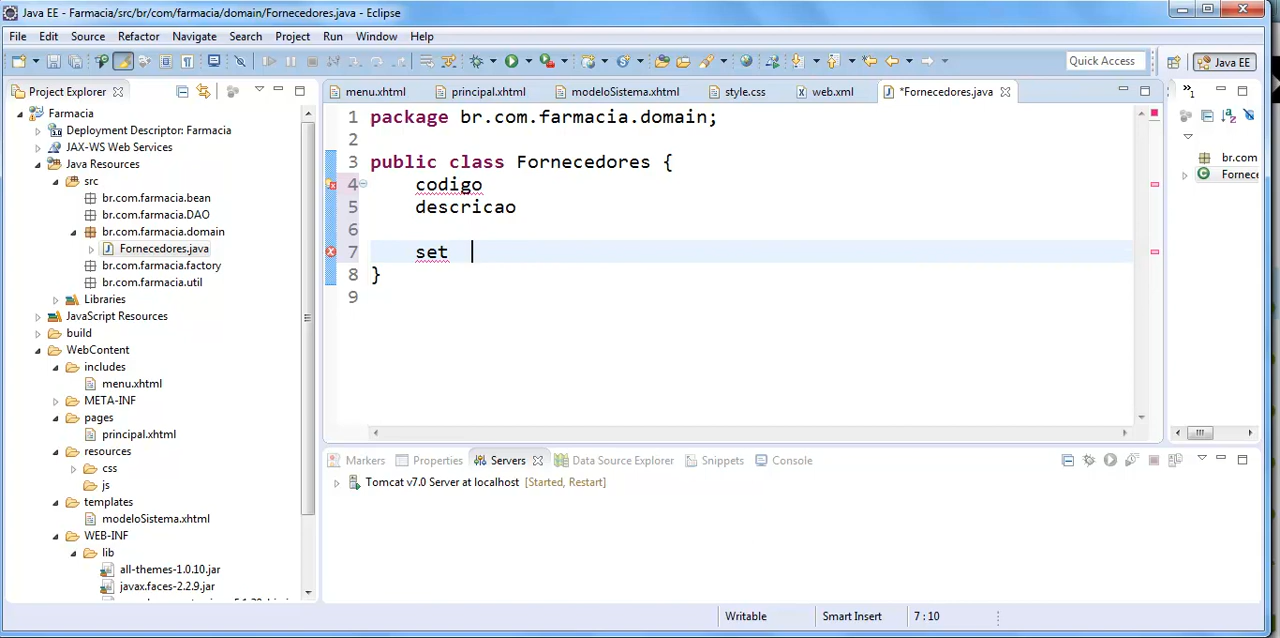 Java EE - Farmacia/src/br/com/farmacia/domain/Fornecedores.java - Eclipse
File Edit Source Refactor Navigate Search Project Run Window Help
Quick Access
Java EE
Project Explorer
menu.xhtml principal.xhtml modeloSistema.xhtml style.css web.xml *Fornecedores.java
Farmacia
Deployment Descriptor: Farmacia
JAX-WS Web Services
Java Resources
src
br.com.farmacia.bean
br.com.farmacia.DAO
br.com.farmacia.domain
Fornecedores.java
br.com.farmacia.factory
br.com.farmacia.util
Libraries
JavaScript Resources
build
WebContent
includes
menu.xhtml
META-INF
pages
principal.xhtml
resources
css
js
templates
modeloSistema.xhtml
WEB-INF
lib
all-themes-1.0.10.jar
javax.faces-2.2.9.jar
1 package br.com.farmacia.domain;
2
3 public class Fornecedores {
4 codigo
5 descricao
6
7 set
8 }
9
br.com
Fornece
Markers Properties Servers Data Source Explorer Snippets Console
Tomcat v7.0 Server at localhost [Started, Restart]
Writable Smart Insert 7 : 10